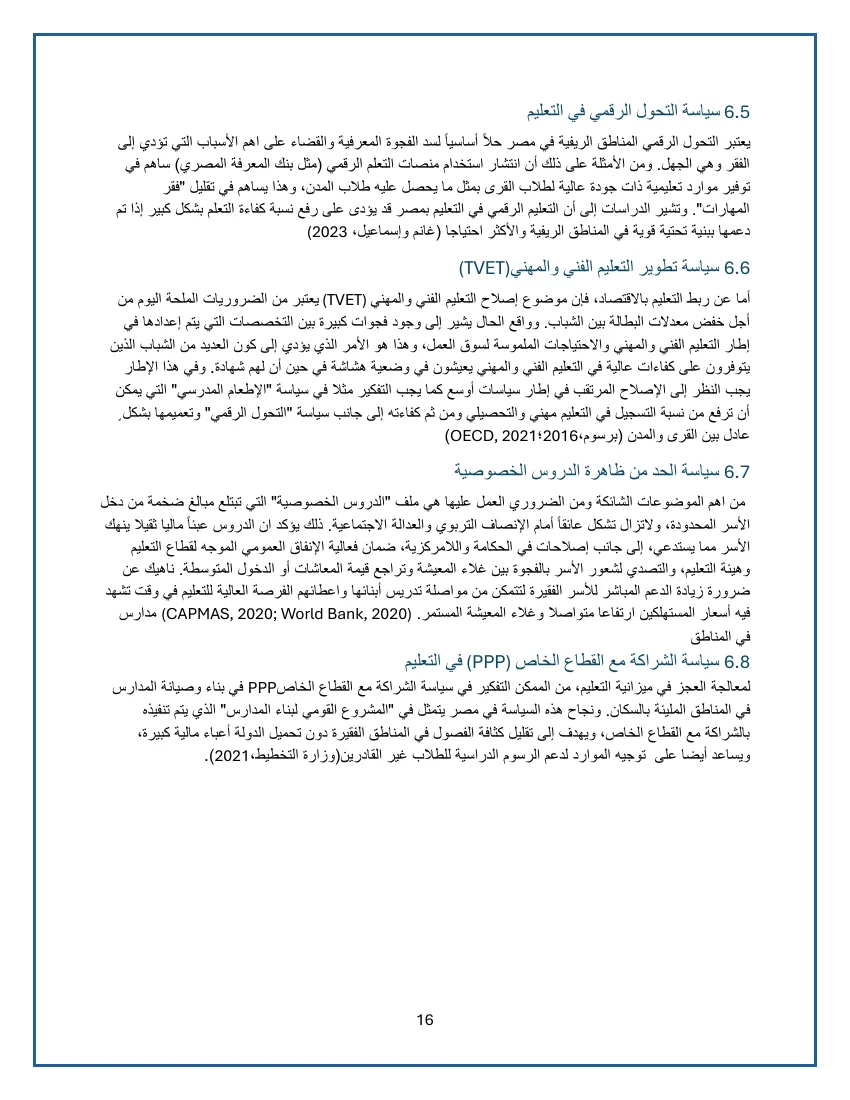 6.5 سياسة التحول الرقمي في التعليم
يعتبر التحول الرقمي المناطق الريفية في مصر حلاً أساسياً لسد الفجوة المعرفية والقضاء على اهم الأسباب التي تؤدي إلى
الفقر وهي الجهل. ومن الأمثلة على ذلك أن انتشار استخدام منصات التعلم الرقمي (مثل بنك المعرفة المصري) ساهم في
توفير موارد تعليمية ذات جودة عالية لطلاب القرى بمثل ما يحصل عليه طلاب المدن، وهذا يساهم في تقليل "فقر
المهارات". وتشير الدراسات إلى أن التعليم الرقمي في التعليم بمصر قد يؤدى على رفع نسبة كفاءة التعلم بشكل كبير إذا تم
دعمها ببنية تحتية قوية في المناطق الريفية والأكثر احتياجا (غانم وإسماعيل، 2023)
6.6 سياسة تطوير التعليم الفني والمهني(TVET)
أما عن ربط التعليم بالاقتصاد، فإن موضوع إصلاح التعليم الفني والمهني (TVET) يعتبر من الضروريات الملحة اليوم من
أجل خفض معدلات البطالة بين الشباب. وواقع الحال يشير إلى وجود فجوات كبيرة بين التخصصات التي يتم إعدادها في
إطار التعليم الفني والمهني والاحتياجات الملموسة لسوق العمل، وهذا هو الأمر الذي يؤدي إلى كون العديد من الشباب الذين
يتوفرون على كفاءات عالية في التعليم الفني والمهني يعيشون في وضعية هشاشة في حين أن لهم شهادة. وفي هذا الإطار
يجب النظر إلى الإصلاح المرتقب في إطار سياسات أوسع كما يجب التفكير مثلا في سياسة "الإطعام المدرسي" التي يمكن
أن ترفع من نسبة التسجيل في التعليم مهني والتحصيلي ومن ثم كفاءته إلى جانب سياسة "التحول الرقمي" وتعميمها بشكلٍ
عادل بين القرى والمدن (برسوم،2016؛OECD, 2021)
6.7 سياسة الحد من ظاهرة الدروس الخصوصية
من اهم الموضوعات الشائكة ومن الضروري العمل عليها هي ملف "الدروس الخصوصية" التي تبتلع مبالغ ضخمة من دخل
الأسر المحدودة، ولاتزال تشكل عائقاً أمام الإنصاف التربوي والعدالة الاجتماعية. ذلك يؤكد ان الدروس عبئاً ماليا ثقيلا ينهك
الأسر مما يستدعي، إلى جانب إصلاحات في الحكامة واللامركزية، ضمان فعالية الإنفاق العمومي الموجه لقطاع التعليم
وهيئة التعليم، والتصدي لشعور الأسر بالفجوة بين غلاء المعيشة وتراجع قيمة المعاشات أو الدخول المتوسطة. ناهيك عن
ضرورة زيادة الدعم المباشر للأسر الفقيرة لتتمكن من مواصلة تدريس أبنائها واعطائهم الفرصة العالية للتعليم في وقت تشهد
فيه أسعار المستهلكين ارتفاعا متواصلا وغلاء المعيشة المستمر. (CAPMAS, 2020; World Bank, 2020) مدارس
في المناطق
6.8 سياسة الشراكة مع القطاع الخاص (PPP) في التعليم
لمعالجة العجز في ميزانية التعليم، من الممكن التفكير في سياسة الشراكة مع القطاع الخاصPPP في بناء وصيانة المدارس
في المناطق المليئة بالسكان. ونجاح هذه السياسة في مصر يتمثل في "المشروع القومي لبناء المدارس" الذي يتم تنفيذه
بالشراكة مع القطاع الخاص، ويهدف إلى تقليل كثافة الفصول في المناطق الفقيرة دون تحميل الدولة أعباء مالية كبيرة،
ويساعد أيضا على  توجيه الموارد لدعم الرسوم الدراسية للطلاب غير القادرين(وزارة التخطيط،2021).
16